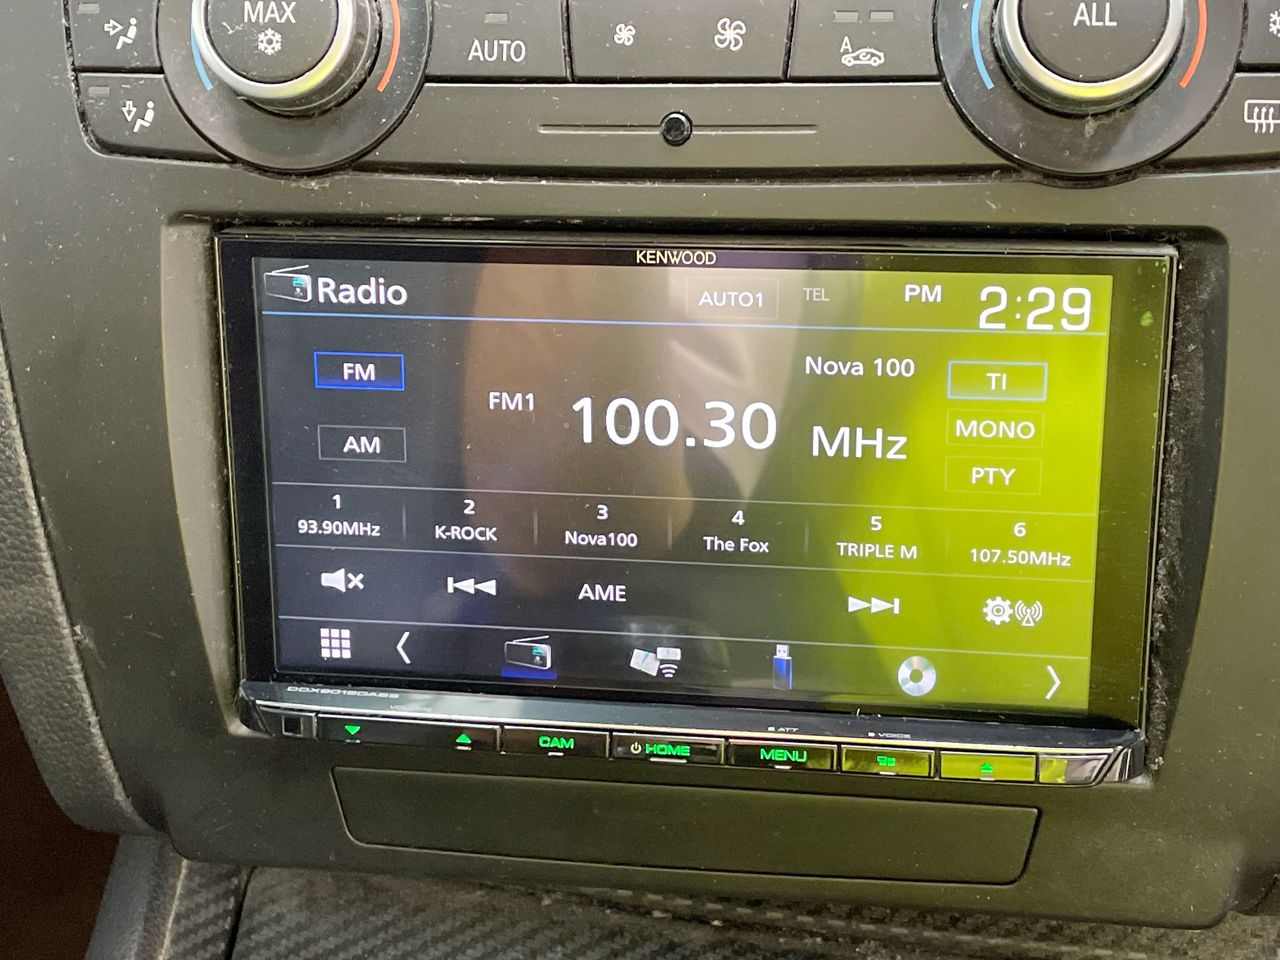 MAX
AUTO
A
ALL
KENWOOD
Radio
AUTO1
TEL
PM 2:29
FM
FM1
100.30 MHz
Nova 100
TI
AM
MONO
PTY
1
93.90MHz
2
K-ROCK
3
Nova100
4
The Fox
5
TRIPLE M
6
107.50MHz
AME
CAM
HOME
ATT
MENU
VOICE